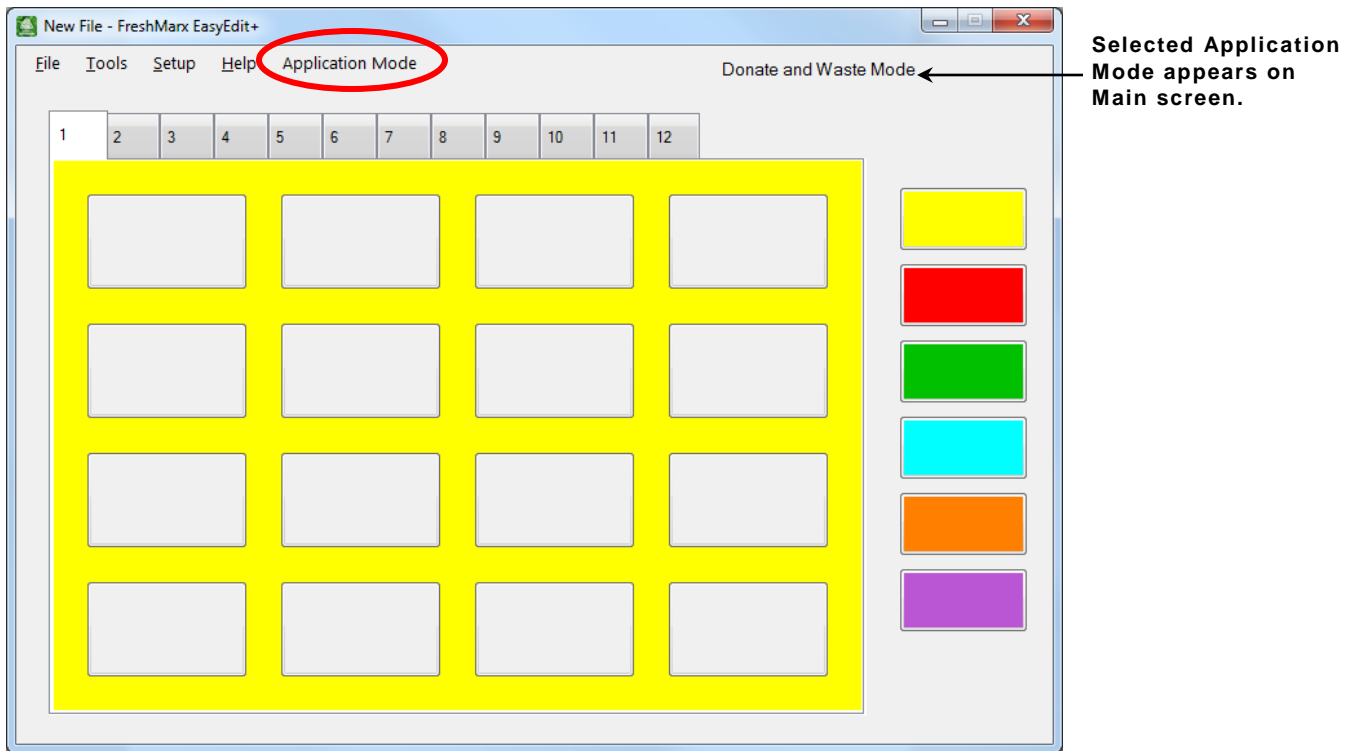 New File - FreshMarx EasyEdit+
File Tools Setup Help Application Mode
Donate and Waste Mode
Selected Application
Mode appears on
Main screen.
1 2 3 4 5 6 7 8 9 10 11 12